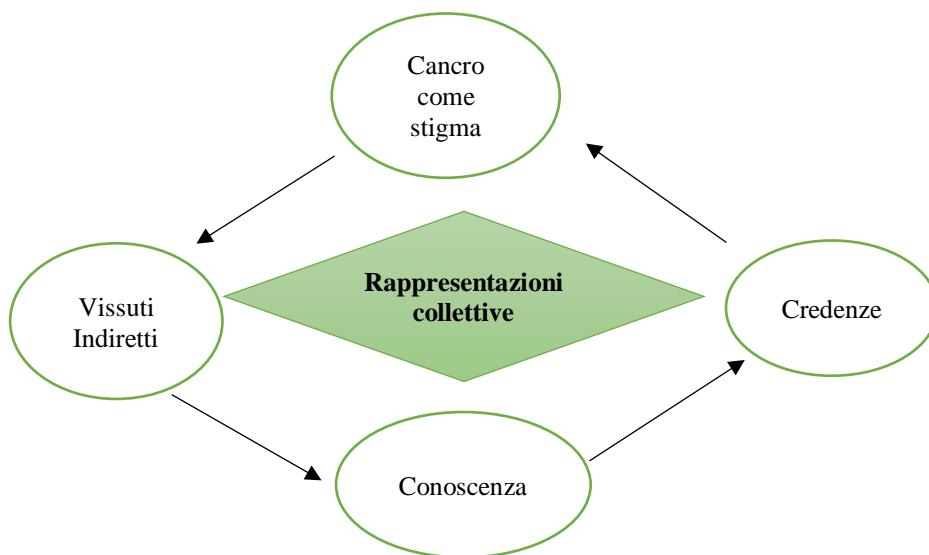 Cancro
come
stigma
Rappresentazioni
collettive
Vissuti
Indiretti
Credenze
Conoscenza